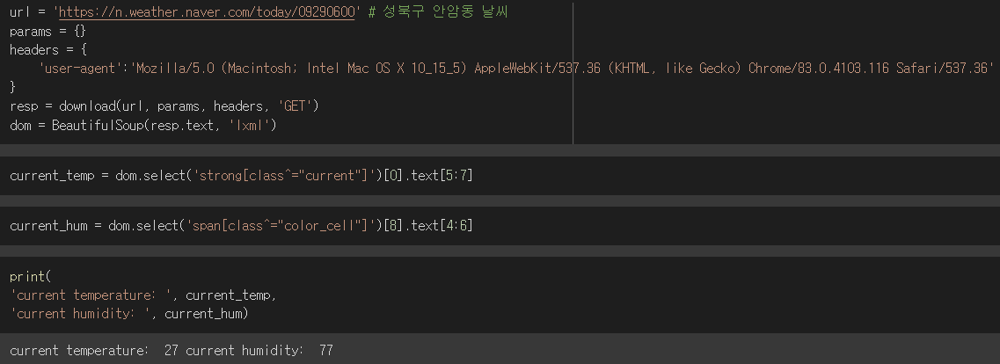 url = 'https://n.weather.naver.com/today/09290600' # 성북구 안암동 날씨
params = {}
headers = {
    'user-agent':'Mozilla/5.0 (Macintosh; Intel Mac OS X 10_15_5) AppleWebKit/537.36 (KHTML, like Gecko) Chrome/83.0.4103.116 Safari/537.36'
}
resp = download(url, params, headers, 'GET')
dom = BeautifulSoup(resp.text, 'lxml')
current_temp = dom.select('strong[class^="current"]')[0].text[5:7]
current_hum = dom.select('span[class^="color_cell"]')[8].text[4:6]
print(
'current temperature: ', current_temp,
'current humidity: ', current_hum)
current temperature:  27 current humidity:  77